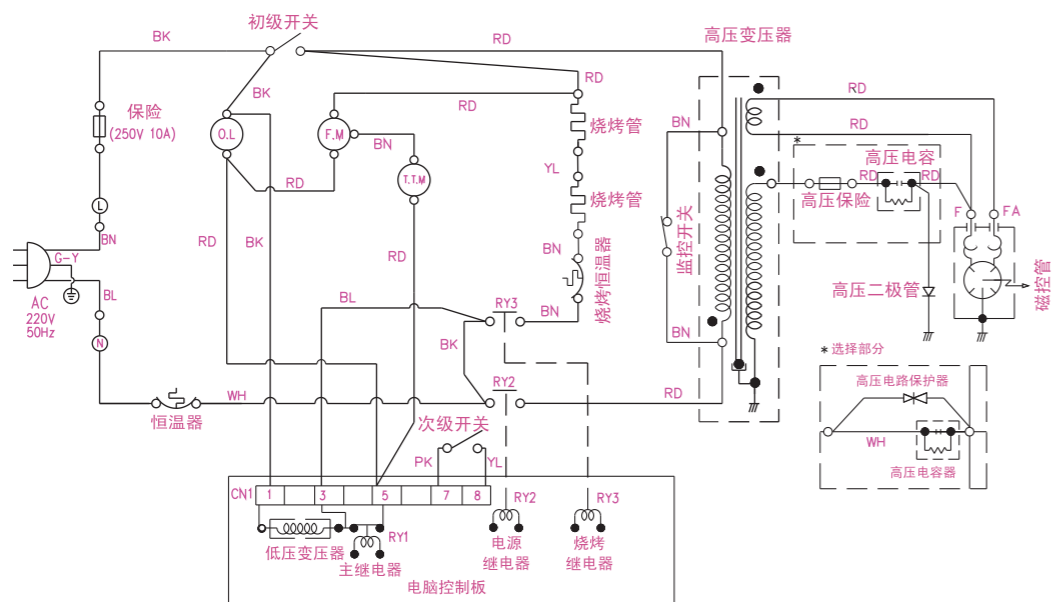 初级开关
BK
RD
高压变压器
保险
(250V 10A)
BK
O.L
RD
F.M
BN
T.T.M
RD
RD
烧烤管
YL
烧烤管
BN
烧烤恒温器
BN
BN
监控开关
BN
RD
RD
*
高压电容
RD
RD
高压保险
F
FA
高压二极管
磁控管
L
BN
G-Y
AC
220V
50Hz
BL
N
RD
BK
RD
BL
RY3
BK
RY2
WH
恒温器
RD
次级开关
PK
YL
CN1
1
3
5
7
8
RY2
RY3
RY1
低压变压器
主继电器
电源
继电器
烧烤
继电器
电脑控制板
* 选择部分
高压电路保护器
WH
高压电容器